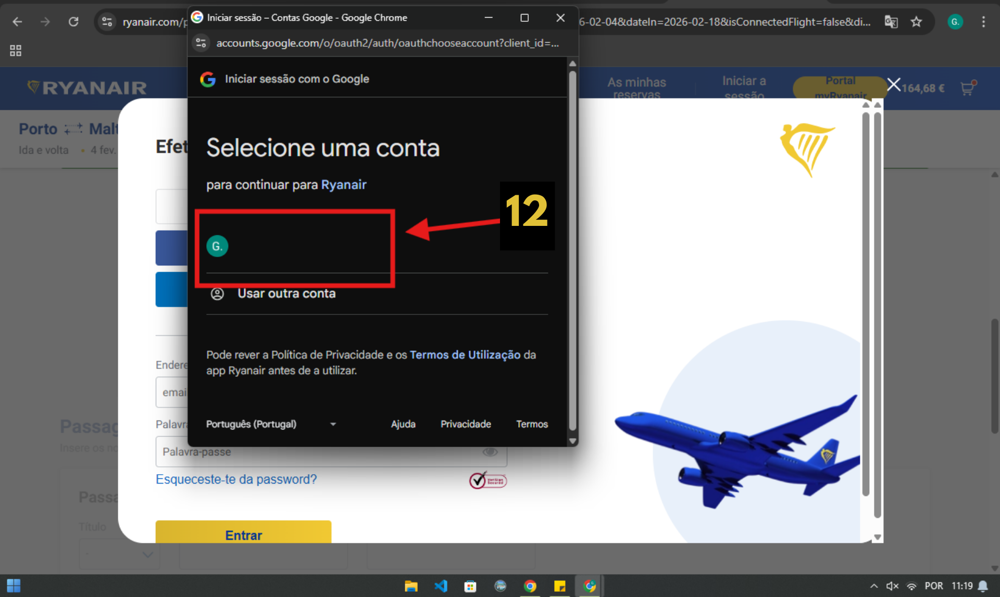 Iniciar sessão – Contas Google - Google Chrome
ryanair.com/p
6-02-04&dateIn=2026-02-18&isConnectedFlight=false&di...
G.
accounts.google.com/o/oauth2/auth/oauthchooseaccount?client_id=...
Iniciar sessão com o Google
RYANAIR
As minhas
reservas
Iniciar a
sessão
Portal
myRyanair
164,68 €
Porto
Malt
Ida e volta • 4 fev.
Efet
Selecione uma conta
para continuar para Ryanair
12
G.
Usar outra conta
Pode rever a Política de Privacidade e os Termos de Utilização da
app Ryanair antes de a utilizar.
Português (Portugal)
Ajuda
Privacidade
Termos
Endere
emai
Palavra
Palavra-passe
Esqueceste-te da password?
VeriSign
Secured
Entrar
Passag
Insere os no
Passa
Título
-
POR
11:19